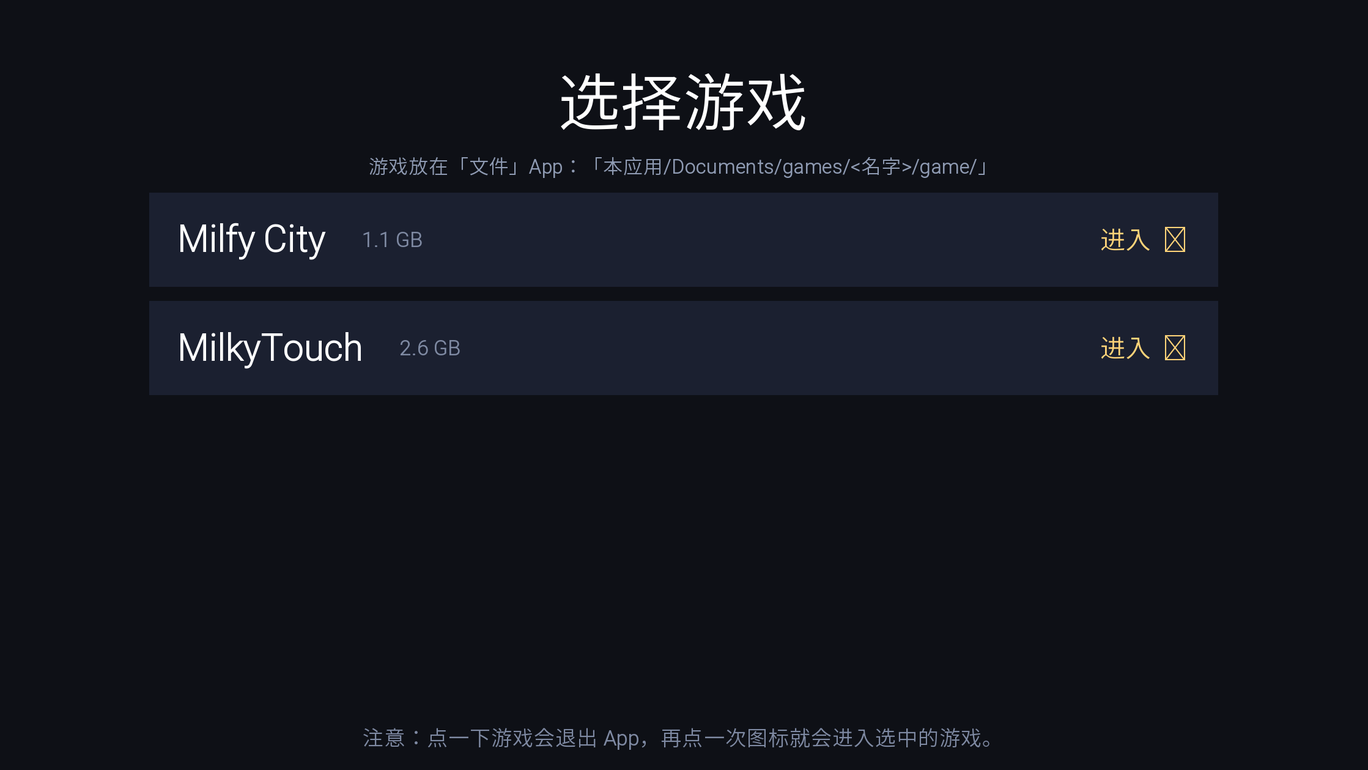 选择游戏
游戏放在「文件」App：「本应用/Documents/games/<名字>/game/」
Milfy City 1.1 GB 进入
MilkyTouch 2.6 GB 进入
注意：点一下游戏会退出 App，再点一次图标就会进入选中的游戏。